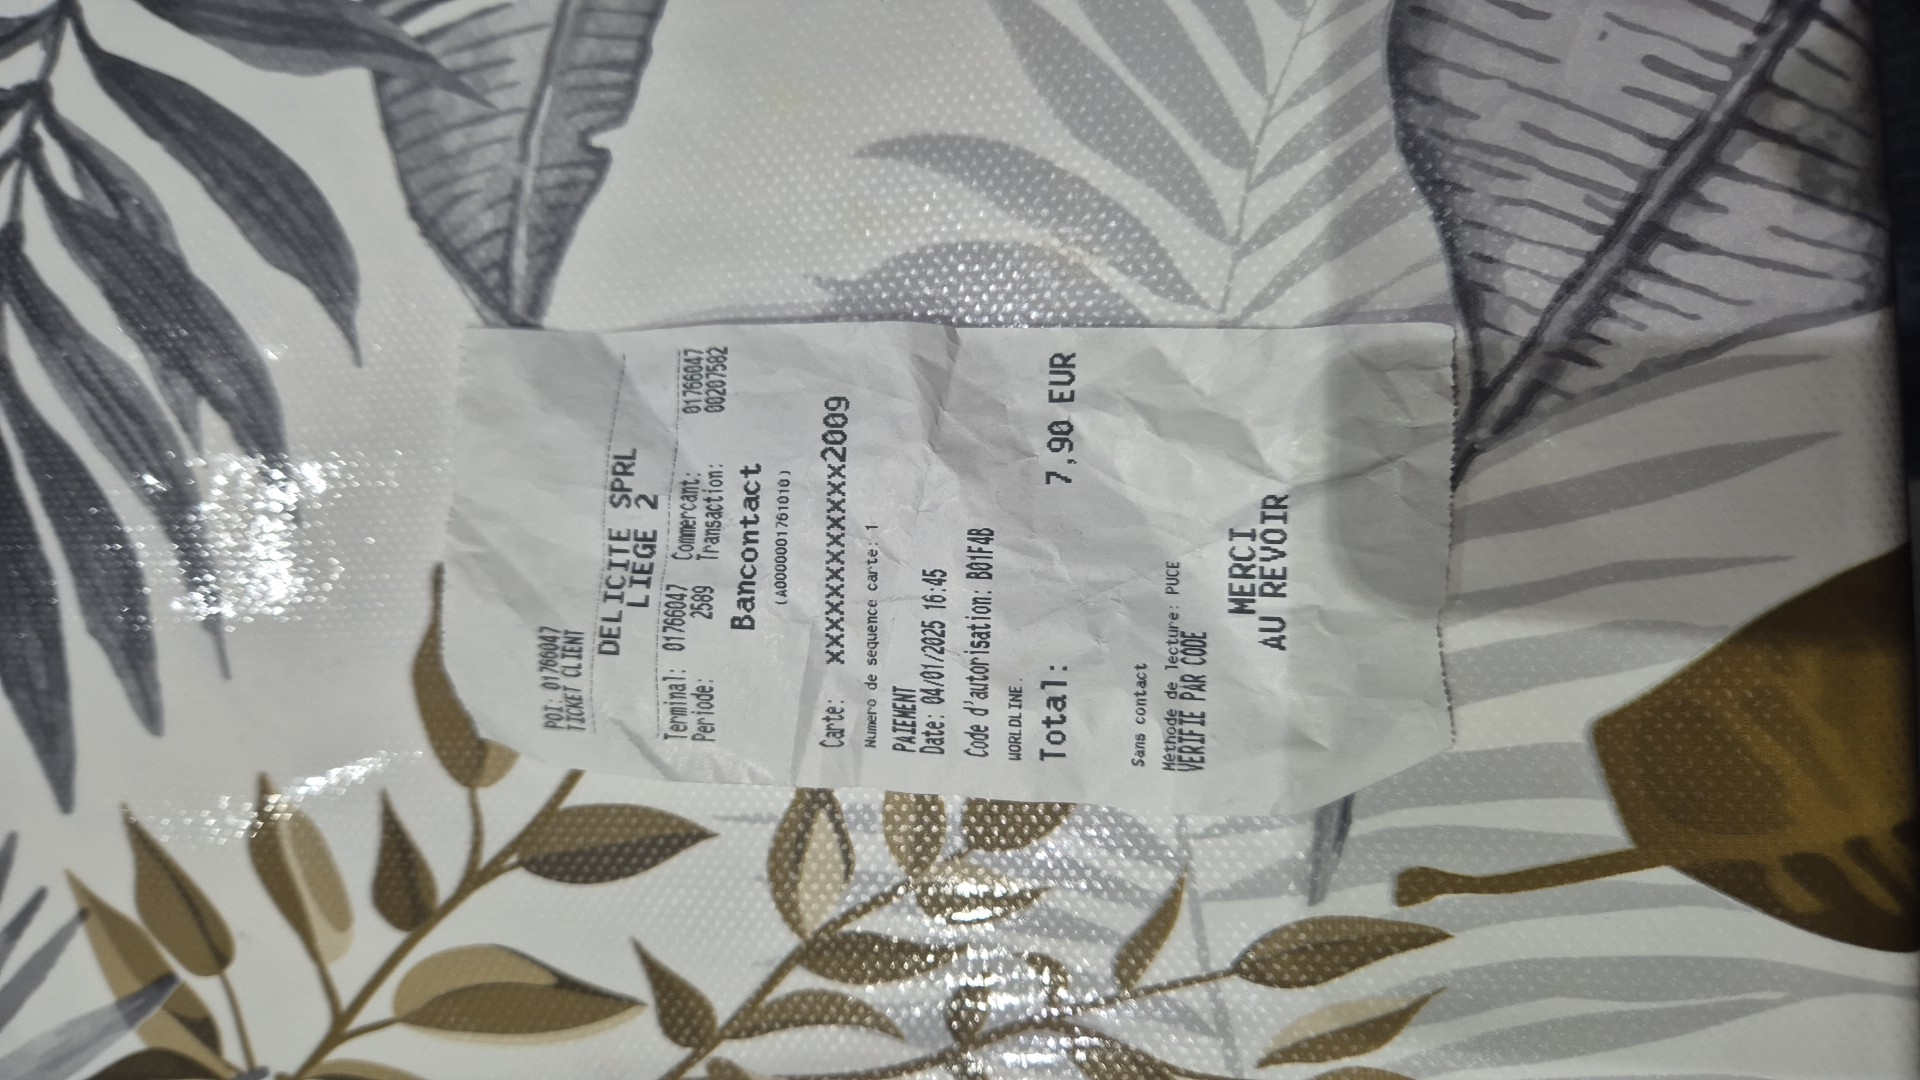 POI: 01766047
TICKET CLIENT
DELICITE SPRL
LIEGE 2
Terminal: 01766047 Commercant: 01766047
Periode: 2589 Transaction: 00207582
Bancontact
(A0000001761010)
Carte: xxxxxxxxxxxxx2009
Numero de sequence carte: 1
PAIEMENT
Date: 04/01/2025 16:45
Code d'autorisation: B01F4B
WORLDLINE
Total: 7,90 EUR
Sans contact
Méthode de lecture: PUCE
VERIFIE PAR CODE
MERCI
AU REVOIR